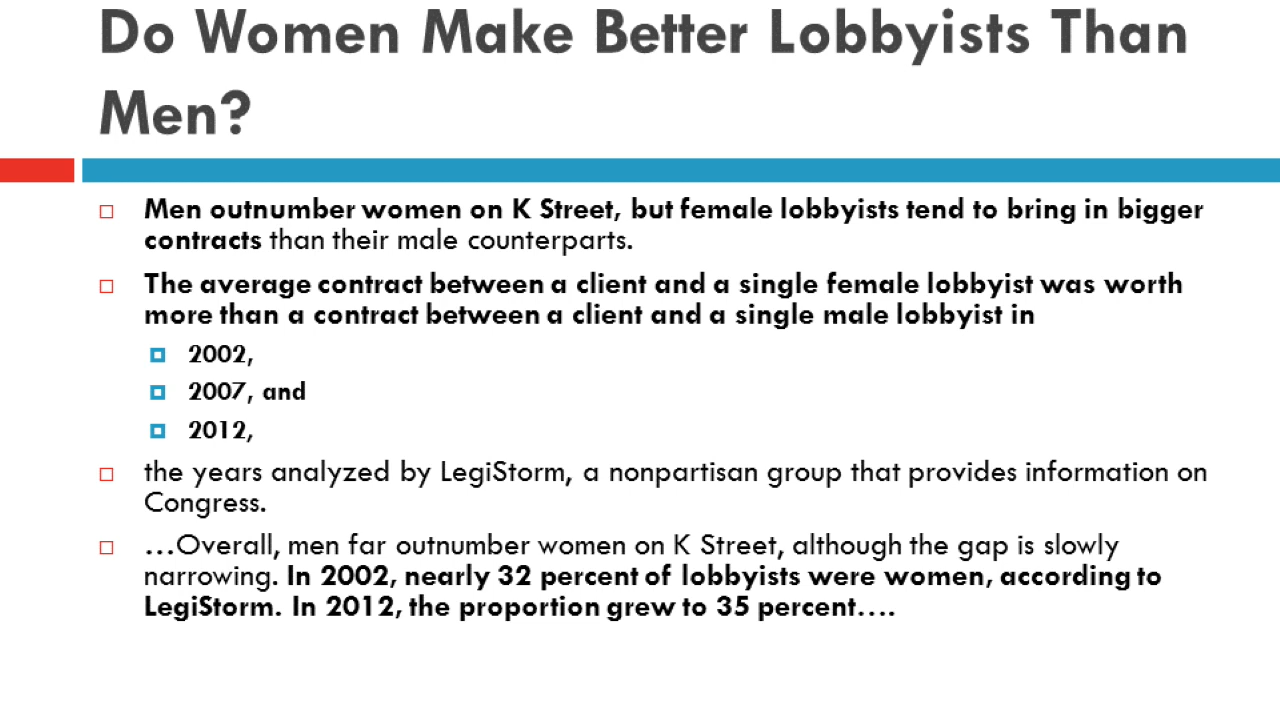 Do Women Make Better Lobbyists Than
Men?
Men outnumber women on K Street, but female lobbyists tend to bring in bigger
contracts than their male counterparts.
The average contract between a client and a single female lobbyist was worth
more than a contract between a client and a single male lobbyist in
2002,
2007, and
2012,
the years analyzed by LegiStorm, a nonpartisan group that provides information on
Congress.
…Overall, men far outnumber women on K Street, although the gap is slowly
narrowing. In 2002, nearly 32 percent of lobbyists were women, according to
LegiStorm. In 2012, the proportion grew to 35 percent….